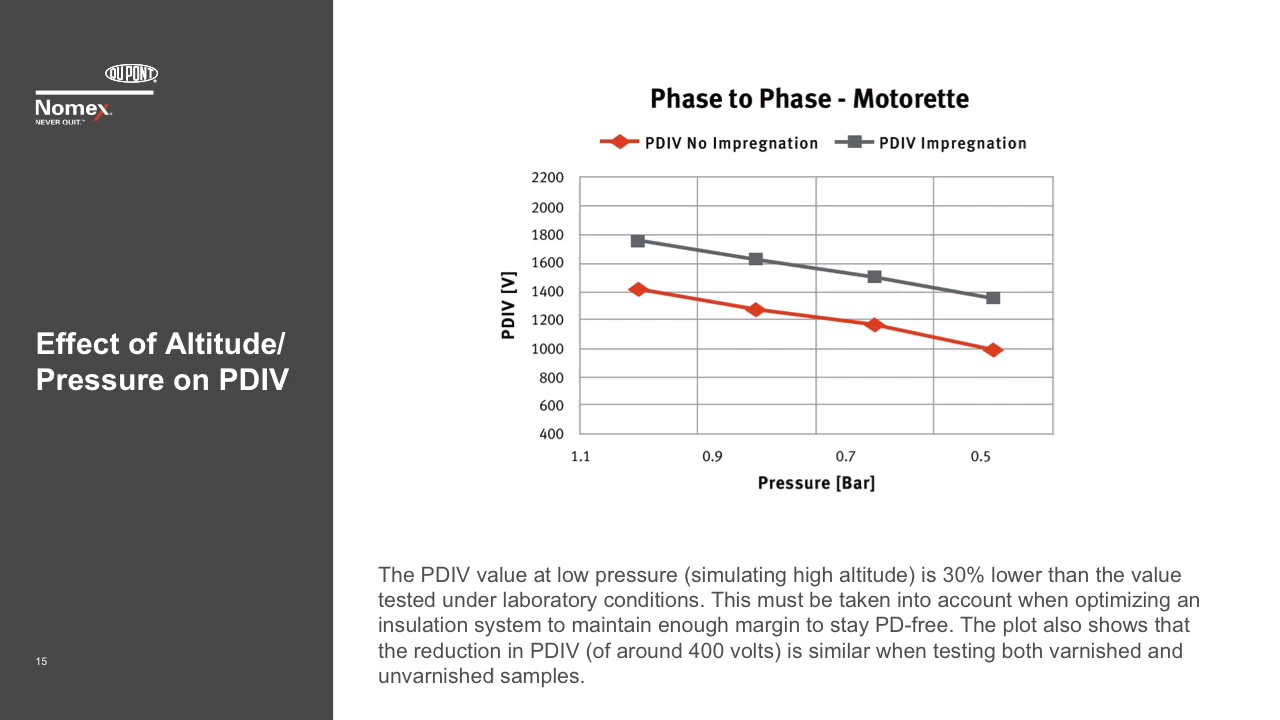 DU PONT
Nomex®
NEVER QUIT.™
Effect of Altitude/
Pressure on PDIV
15
Phase to Phase - Motorette
PDIV No Impregnation
PDIV Impregnation
2200
2000
1800
1600
1400
1200
1000
800
600
400
PDIV [V]
1.1
0.9
0.7
0.5
Pressure [Bar]
The PDIV value at low pressure (simulating high altitude) is 30% lower than the value
tested under laboratory conditions. This must be taken into account when optimizing an
insulation system to maintain enough margin to stay PD-free. The plot also shows that
the reduction in PDIV (of around 400 volts) is similar when testing both varnished and
unvarnished samples.